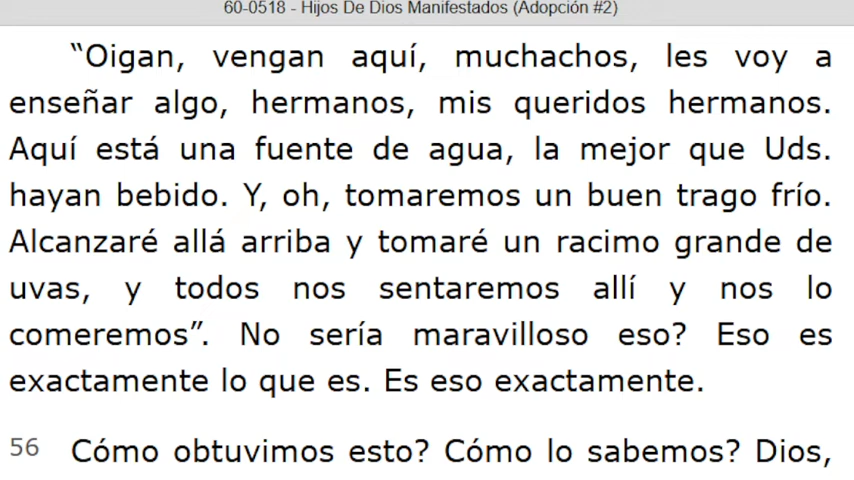 60-0518 - Hijos De Dios Manifestados (Adopción #2)
“Oigan, vengan aquí, muchachos, les voy a
enseñar algo, hermanos, mis queridos hermanos.
Aquí está una fuente de agua, la mejor que Uds.
hayan bebido. Y, oh, tomaremos un buen trago frío.
Alcanzaré allá arriba y tomaré un racimo grande de
uvas, y todos nos sentaremos allí y nos lo
comeremos”. No sería maravilloso eso? Eso es
exactamente lo que es. Es eso exactamente.
56 Cómo obtuvimos esto? Cómo lo sabemos? Dios,